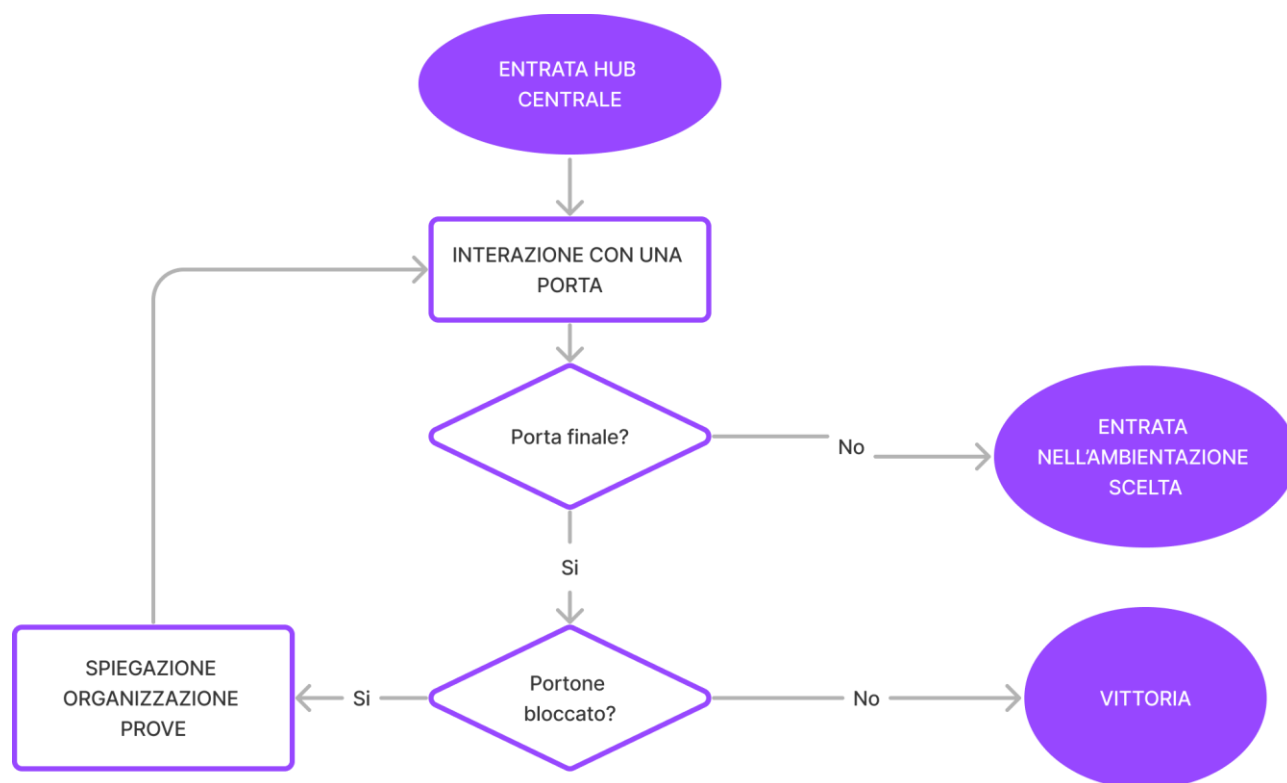 ENTRATA HUB
CENTRALE
INTERAZIONE CON UNA
PORTA
Porta finale?
No
ENTRATA
NELL’AMBIENTAZIONE
SCELTA
Si
SPIEGAZIONE
ORGANIZZAZIONE
PROVE
Si
Portone
bloccato?
No
VITTORIA